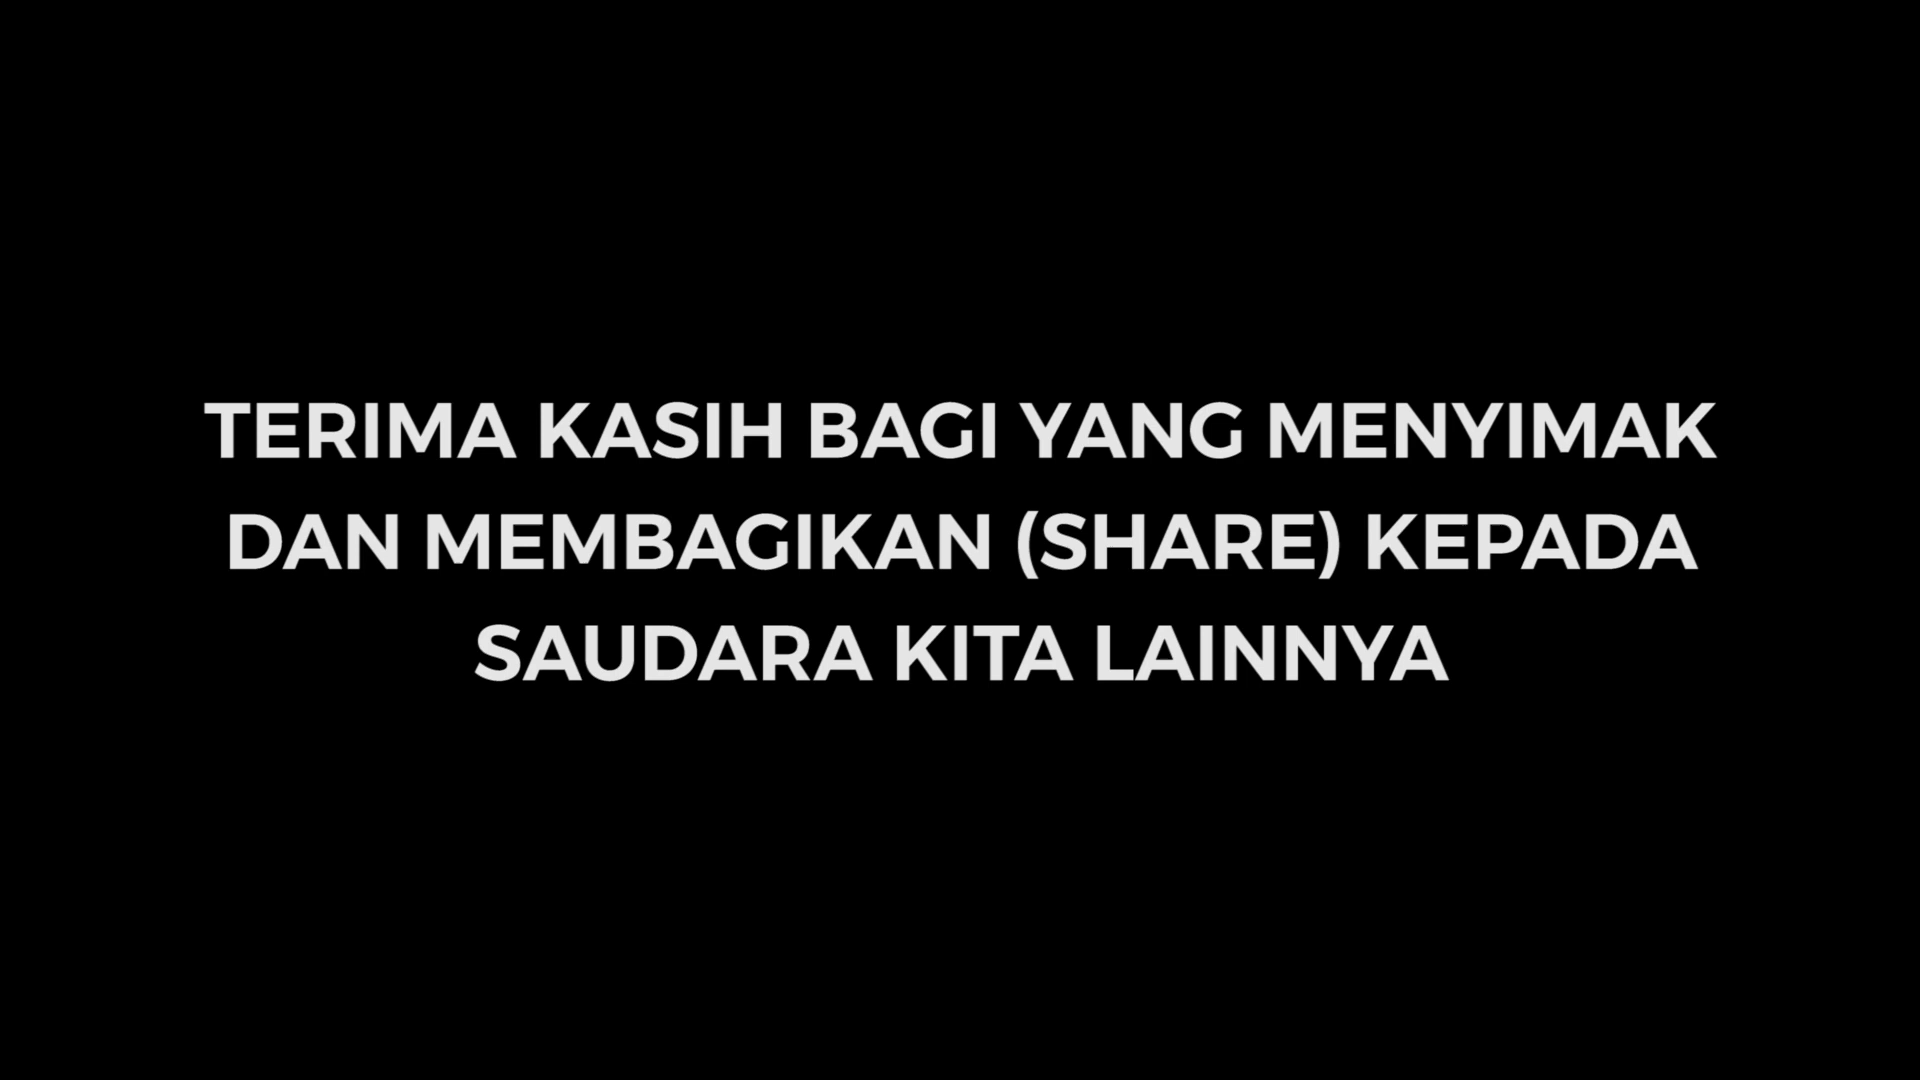 TERIMA KASIH BAGI YANG MENYIMAK
DAN MEMBAGIKAN (SHARE) KEPADA
SAUDARA KITA LAINNYA